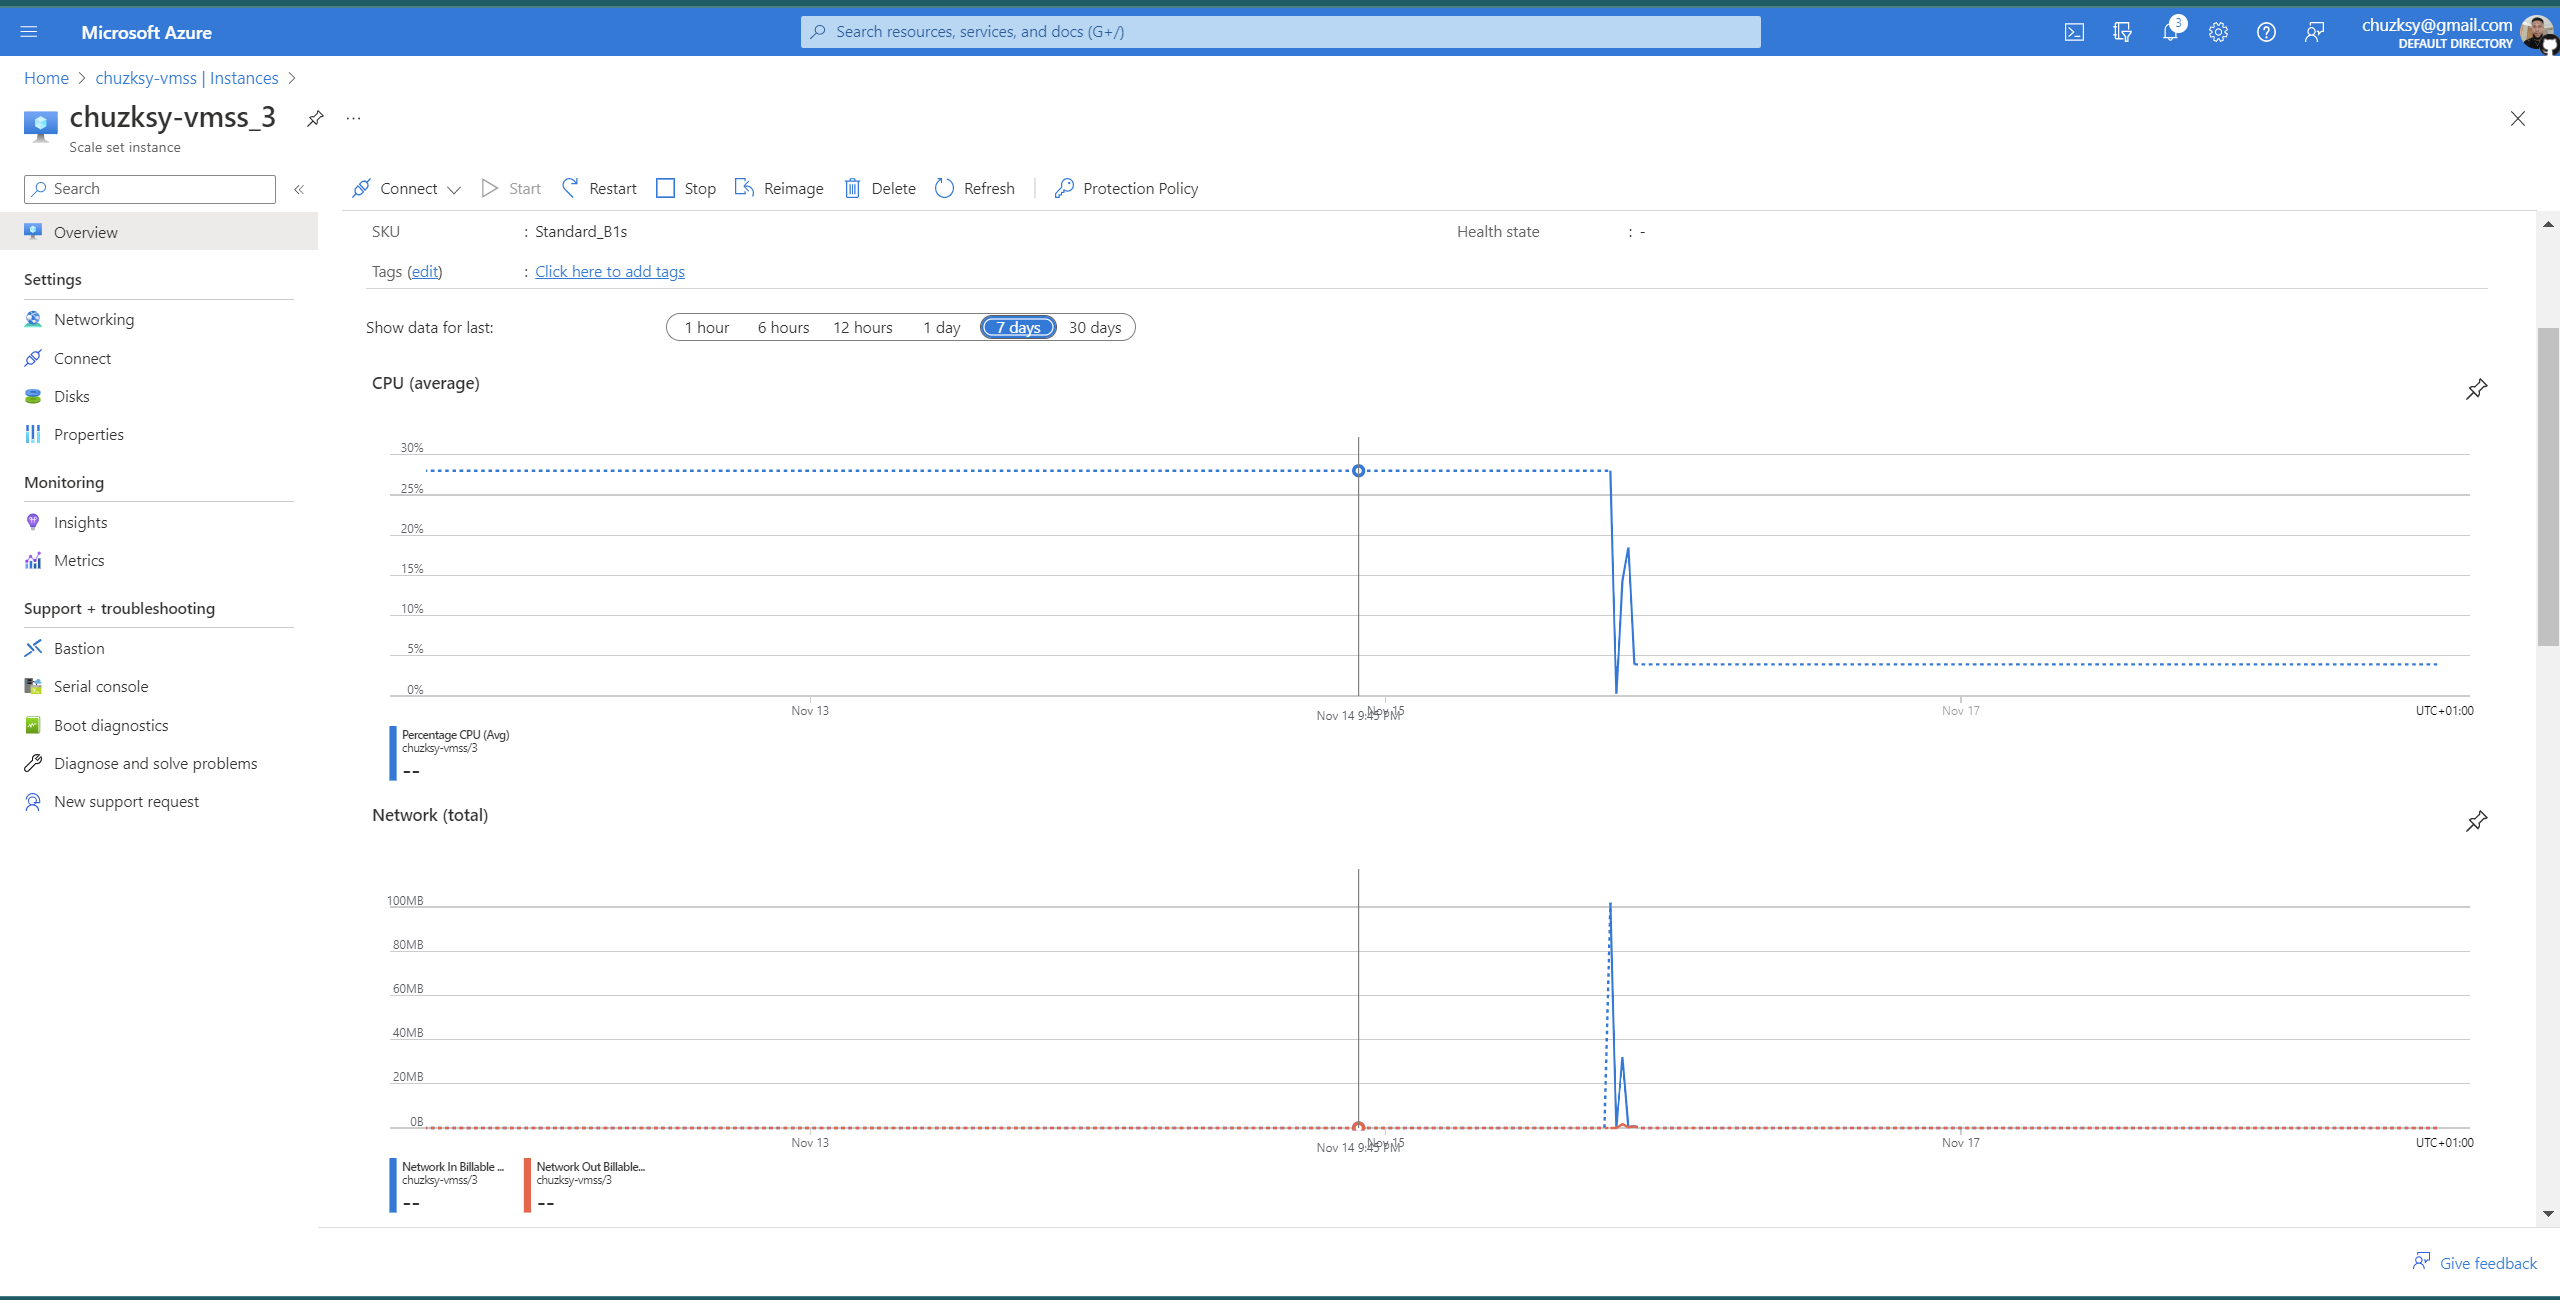 Microsoft Azure
Search resources, services, and docs (G+/)
3
chuzksy@gmail.com
DEFAULT DIRECTORY
Home > chuzksy-vmss | Instances >
chuzksy-vmss_3
Scale set instance
Search
Connect
Start
Restart
Stop
Reimage
Delete
Refresh
Protection Policy
Overview
Settings
Networking
Connect
Disks
Properties
Monitoring
Insights
Metrics
Support + troubleshooting
Bastion
Serial console
Boot diagnostics
Diagnose and solve problems
New support request
SKU : Standard_B1s
Health state : -
Tags (edit) : Click here to add tags
Show data for last: 1 hour 6 hours 12 hours 1 day 7 days 30 days
CPU (average)
30%
25%
20%
15%
10%
5%
0%
Nov 13 Nov 14 9:45 PM Nov 15 Nov 17 UTC+01:00
Percentage CPU (Avg)
chuzksy-vmss/3
--
Network (total)
100MB
80MB
60MB
40MB
20MB
0B
Nov 13 Nov 14 9:45 PM Nov 15 Nov 17 UTC+01:00
Network In Billable ...
chuzksy-vmss/3
--
Network Out Billable...
chuzksy-vmss/3
--
Give feedback